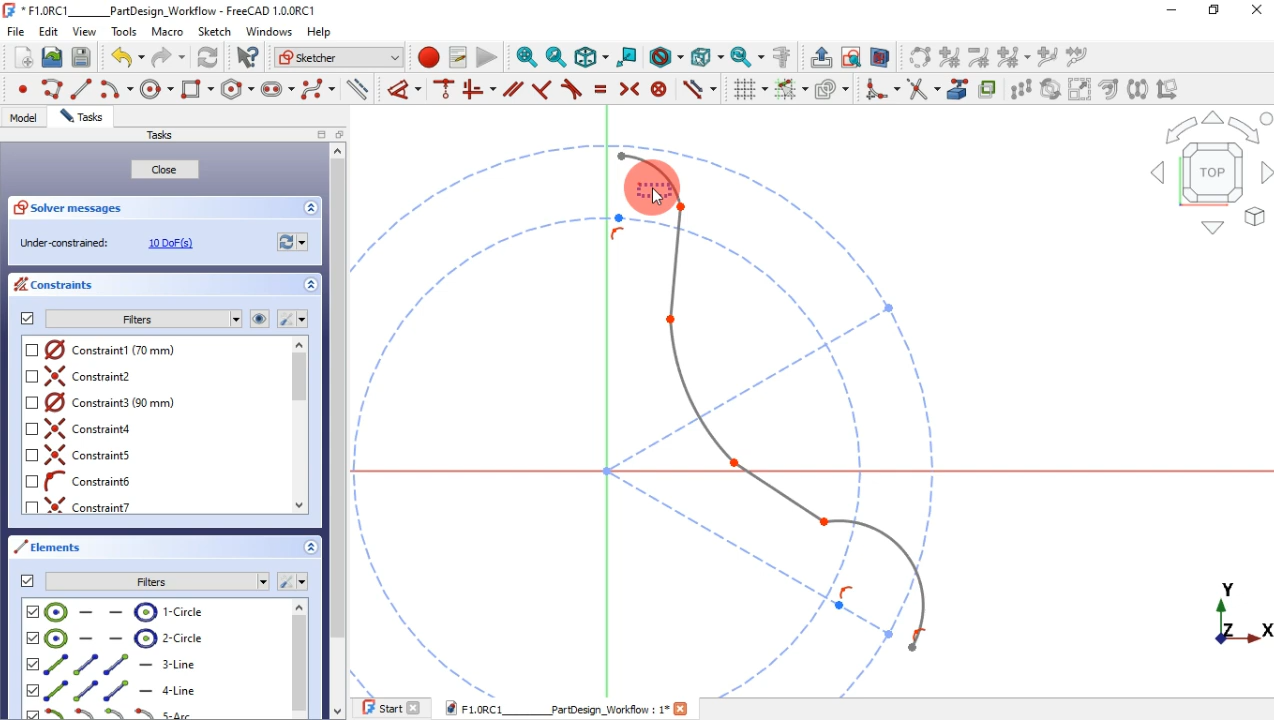 * F1.0RC1________PartDesign_Workflow - FreeCAD 1.0.0RC1
File Edit View Tools Macro Sketch Windows Help
Sketcher
Model Tasks
Tasks
Close
Solver messages
Under-constrained: 10 DoF(s)
Constraints
Filters
Constraint1 (70 mm)
Constraint2
Constraint3 (90 mm)
Constraint4
Constraint5
Constraint6
Constraint7
Elements
Filters
1-Circle
2-Circle
3-Line
4-Line
5-Arc
TOP
Y
Z X
Start F1.0RC1________PartDesign_Workflow : 1*